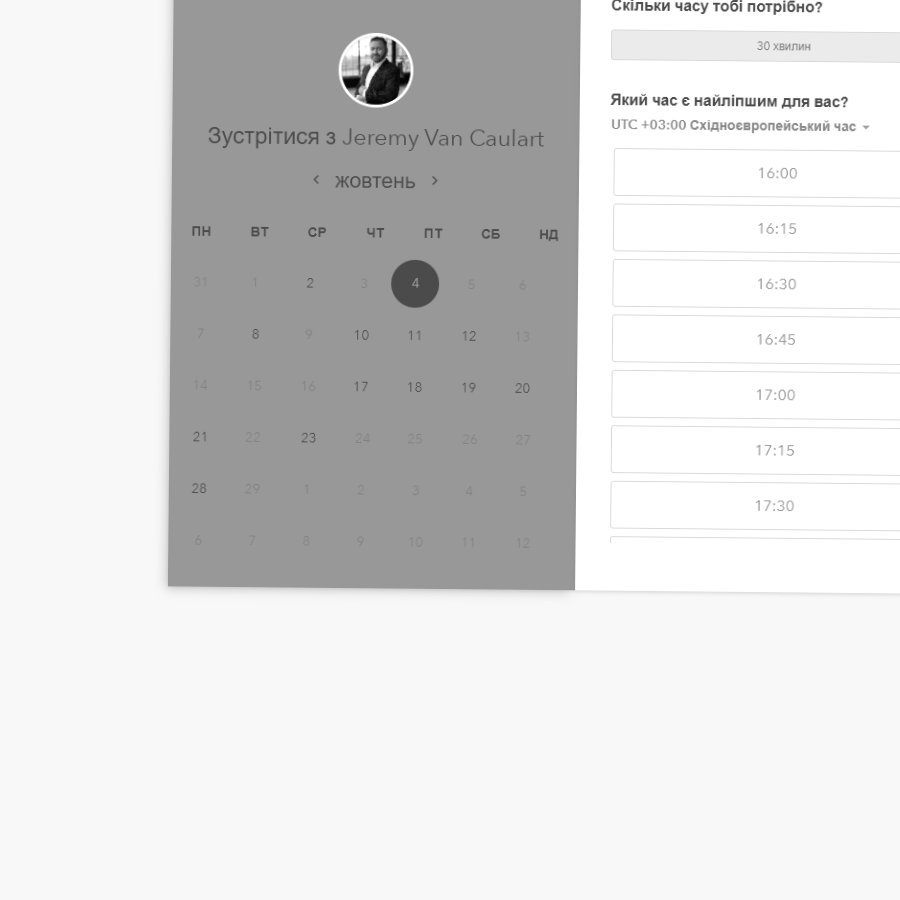 Зустрітися з Jeremy Van Caulart
жовтень
ПН ВТ СР ЧТ ПТ СБ НД
31 1 2 3 4 5 6
7 8 9 10 11 12 13
14 15 16 17 18 19 20
21 22 23 24 25 26 27
28 29 1 2 3 4 5
6 7 8 9 10 11 12
Скільки часу тобі потрібно?
30 хвилин
Який час є найліпшим для вас?
UTC +03:00 Східноєвропейський час
16:00
16:15
16:30
16:45
17:00
17:15
17:30